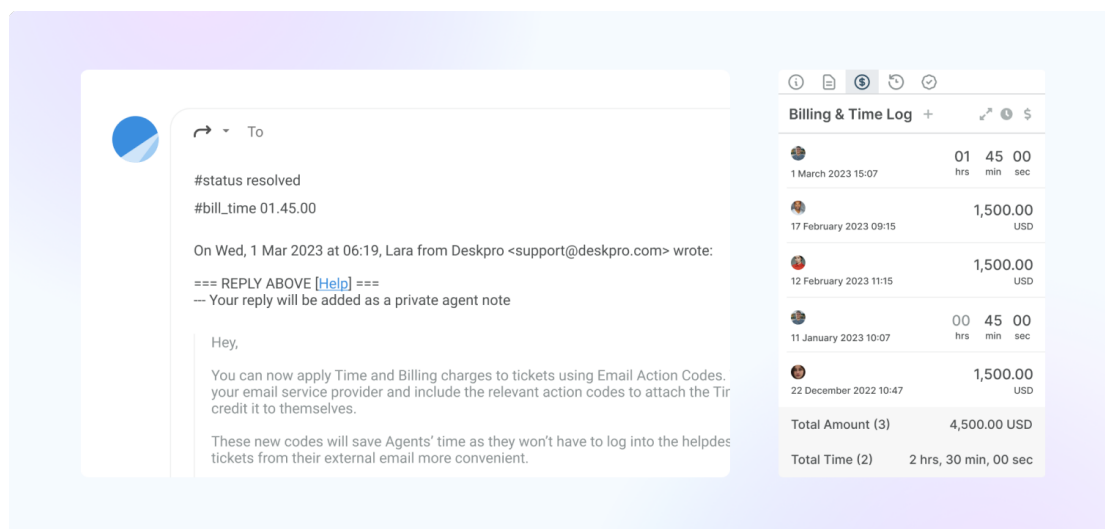 To
#status resolved
#bill_time 01.45.00
On Wed, 1 Mar 2023 at 06:19, Lara from Deskpro <support@deskpro.com> wrote:
=== REPLY ABOVE [Help] ===
--- Your reply will be added as a private agent note
Hey,
You can now apply Time and Billing charges to tickets using Email Action Codes.
your email service provider and include the relevant action codes to attach the
credit it to themselves.
These new codes will save Agents' time as they won't have to log into the
tickets from their external email more convenient.
Billing & Time Log +
$
01 45 00
1 March 2023 15:07
hrs min sec
1,500.00
17 February 2023 09:15
USD
1,500.00
12 February 2023 11:15
USD
00 45 00
11 January 2023 10:07
hrs min sec
1,500.00
22 December 2022 10:47
USD
Total Amount (3) 4,500.00 USD
Total Time (2) 2 hrs, 30 min, 00 sec